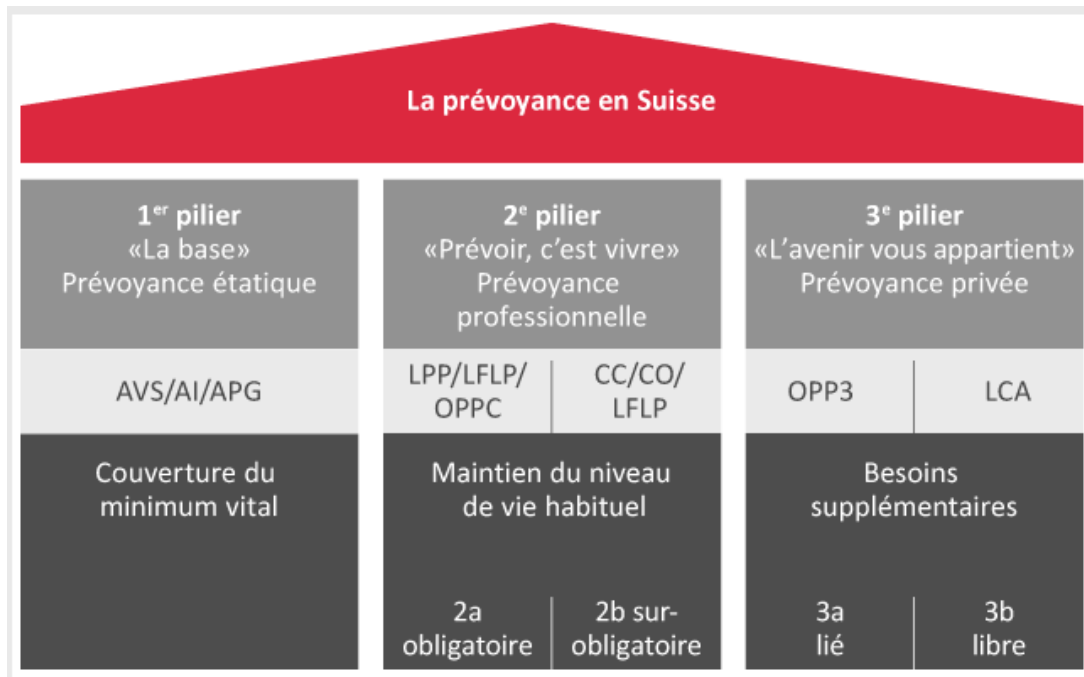 La prévoyance en Suisse
1er pilier
«La base»
Prévoyance étatique
2e pilier
«Prévoir, c’est vivre»
Prévoyance
professionnelle
3e pilier
«L’avenir vous appartient»
Prévoyance privée
AVS/AI/APG
LPP/LFLP/
OPPC
CC/CO/
LFLP
OPP3
LCA
Couverture du
minimum vital
Maintien du niveau
de vie habituel
Besoins
supplémentaires
2a
obligatoire
2b sur-
obligatoire
3a
lié
3b
libre